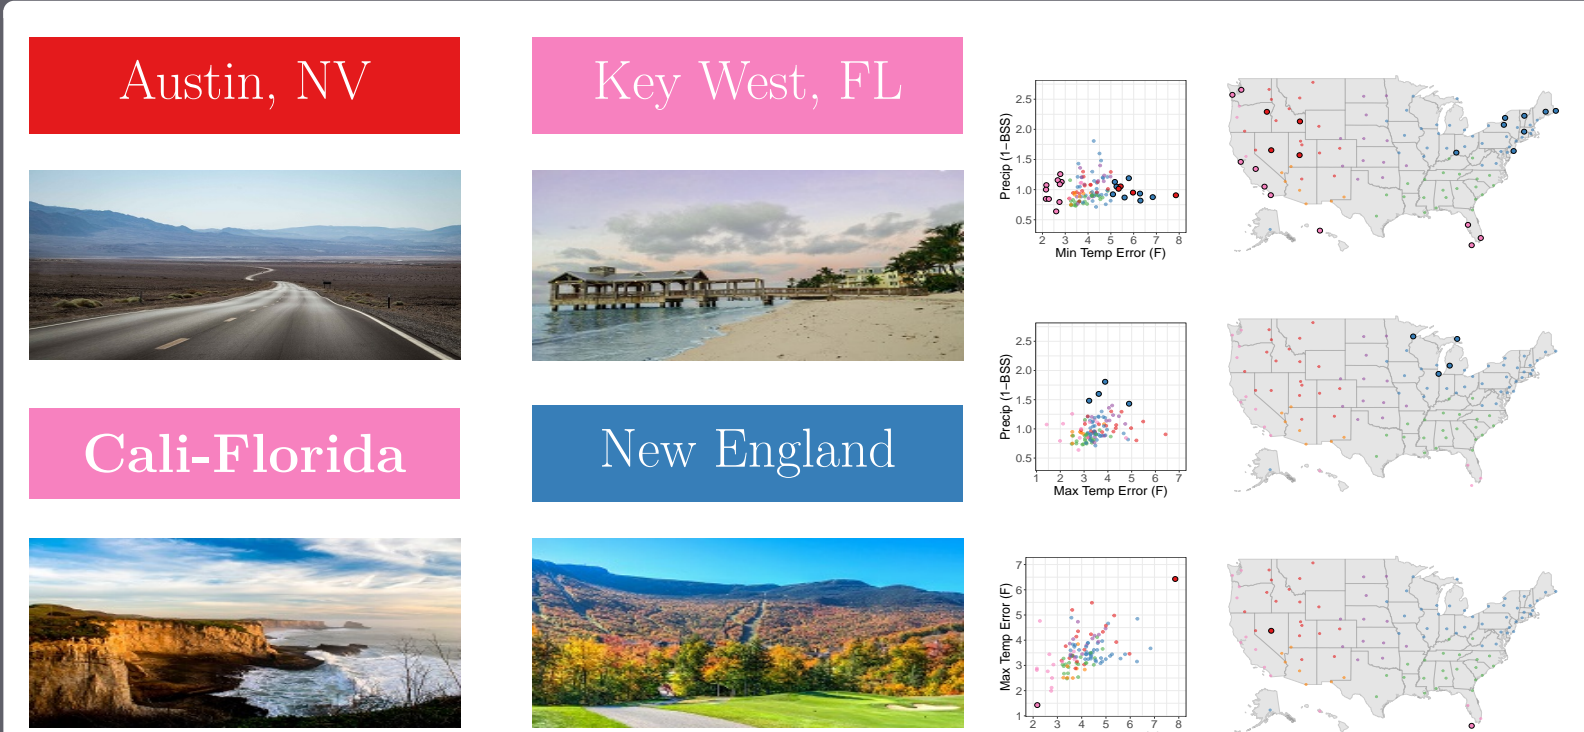 Austin, NV
Key West, FL
Cali-Florida
New England
Precip (1−BSS)
2.5
2.0
1.5
1.0
0.5
2 3 4 5 6 7 8
Min Temp Error (F)
Precip (1−BSS)
2.5
2.0
1.5
1.0
0.5
1 2 3 4 5 6 7
Max Temp Error (F)
Max Temp Error (F)
7
6
5
4
3
2
1
2 3 4 5 6 7 8